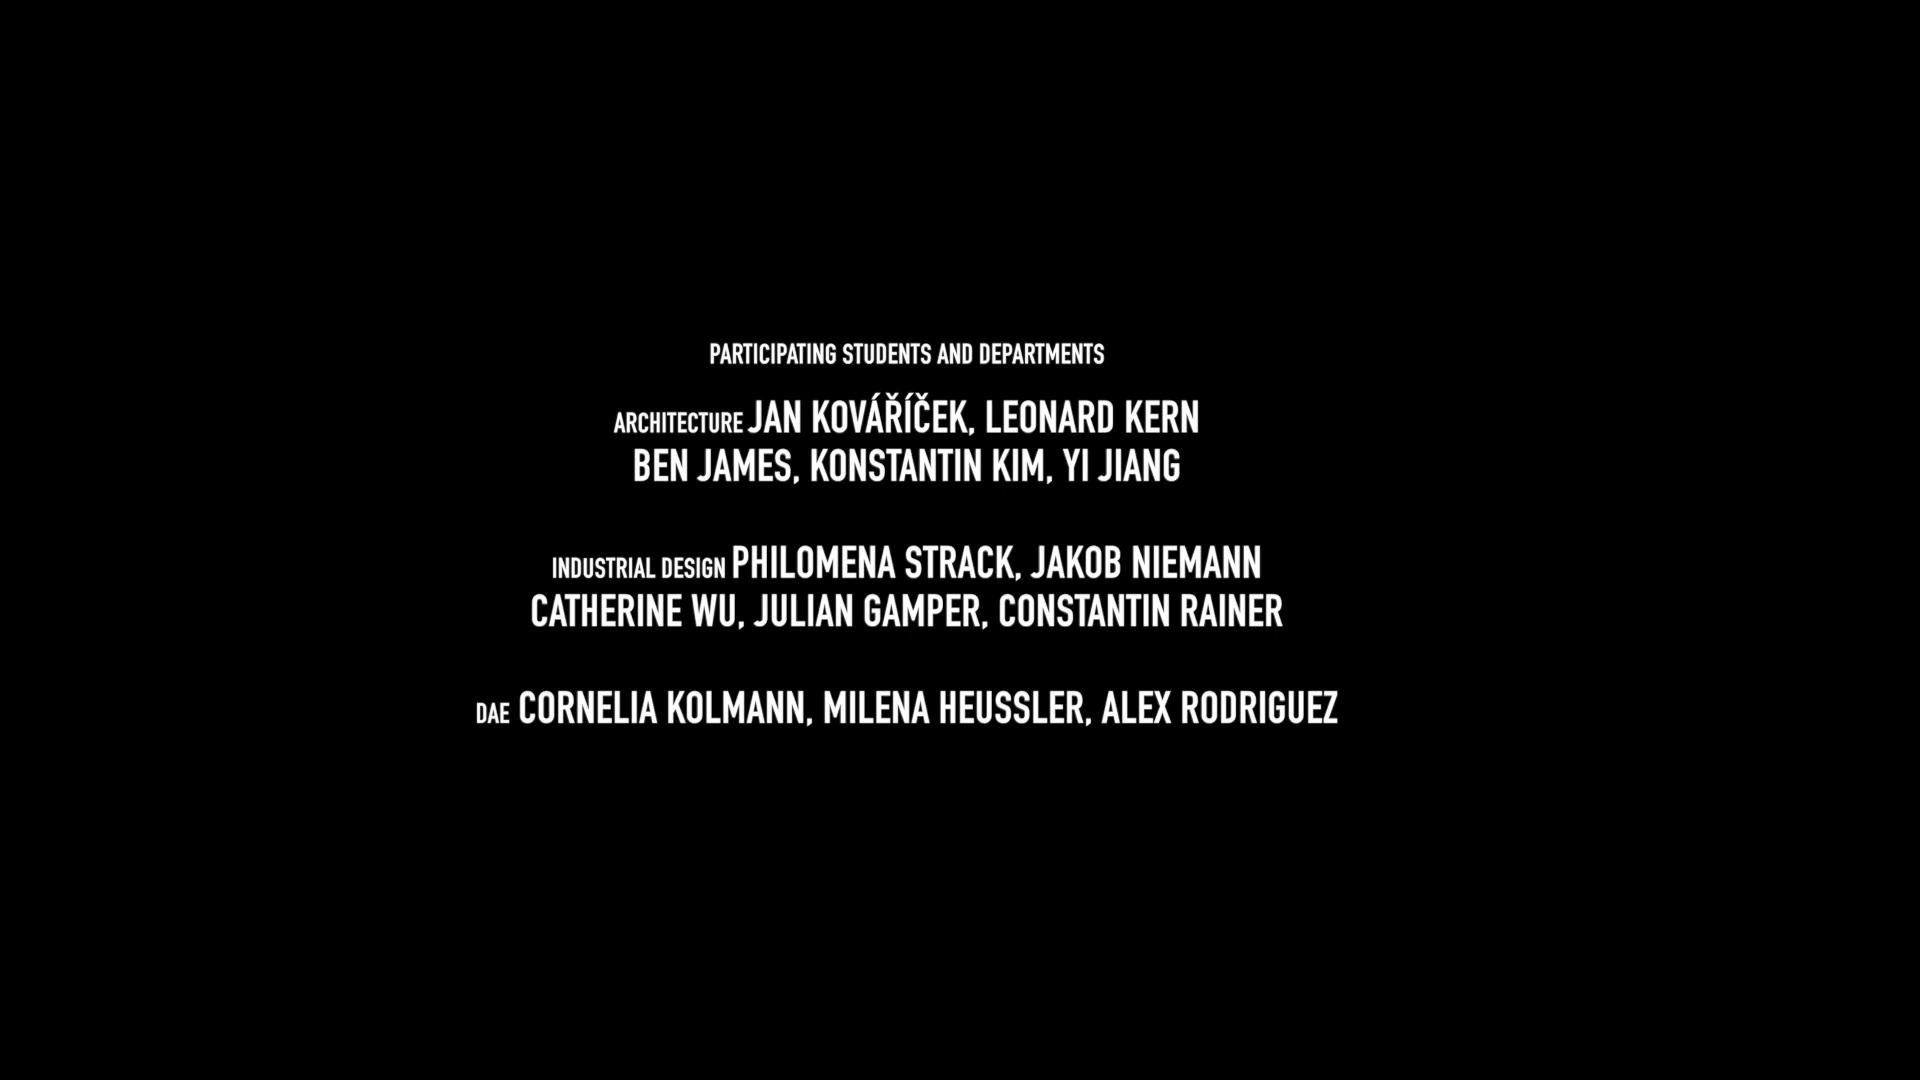 PARTICIPATING STUDENTS AND DEPARTMENTS
ARCHITECTURE JAN KOVÁŘÍČEK, LEONARD KERN
BEN JAMES, KONSTANTIN KIM, YI JIANG
INDUSTRIAL DESIGN PHILOMENA STRACK, JAKOB NIEMANN
CATHERINE WU, JULIAN GAMPER, CONSTANTIN RAINER
DAE CORNELIA KOLMANN, MILENA HEUSSLER, ALEX RODRIGUEZ